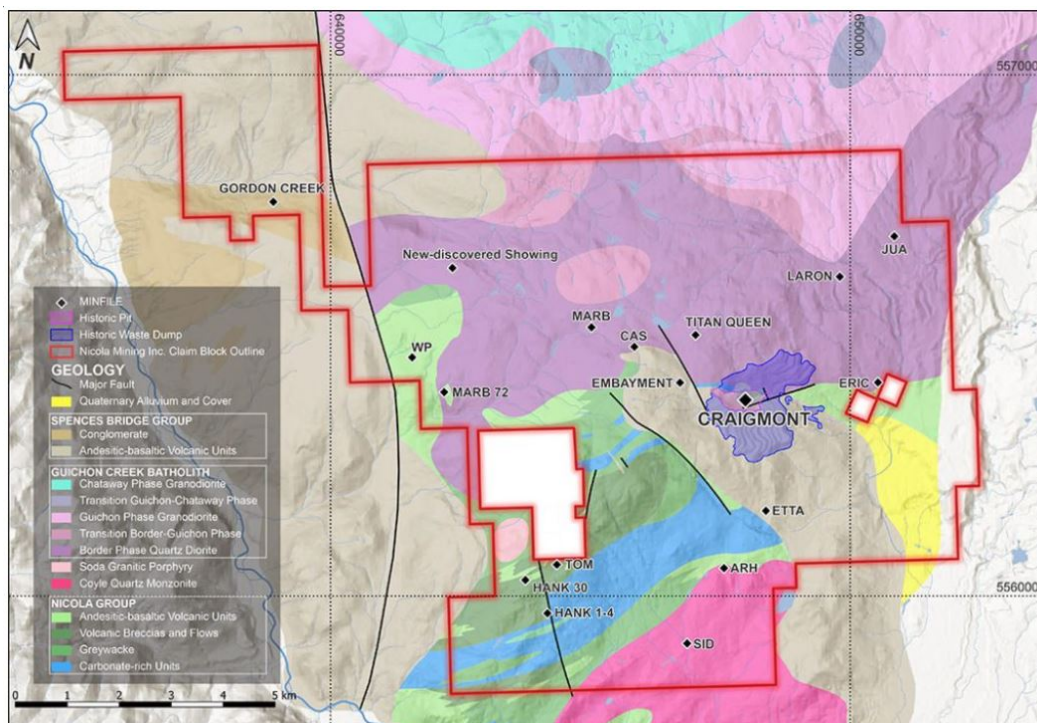 640000
650000
N
557000
GORDON CREEK
JUA
New-discovered Showing
LARON
MARB
TITAN QUEEN
CAS
WP
EMBAYMENT
ERIC
MARB 72
CRAIGMONT
ETTA
TOM
ARH
HANK 30
556000
HANK 1-4
SID
MINFILE
Historic Pit
Historic Waste Dump
Nicola Mining Inc. Claim Block Outline
GEOLOGY
Major Fault
Quaternary Alluvium and Cover
SPENCES BRIDGE GROUP
Conglomerate
Andesitic-basaltic Volcanic Units
GUICHON CREEK BATHOLITH
Chataway Phase Granodiorite
Transition Guichon-Chataway Phase
Guichon Phase Granodiorite
Transition Border-Guichon Phase
Border Phase Quartz Diorite
Soda Granitic Porphyry
Coyle Quartz Monzonite
NICOLA GROUP
Andesitic-basaltic Volcanic Units
Volcanic Breccias and Flows
Greywacke
Carbonate-rich Units
0 1 2 3 4 5 km